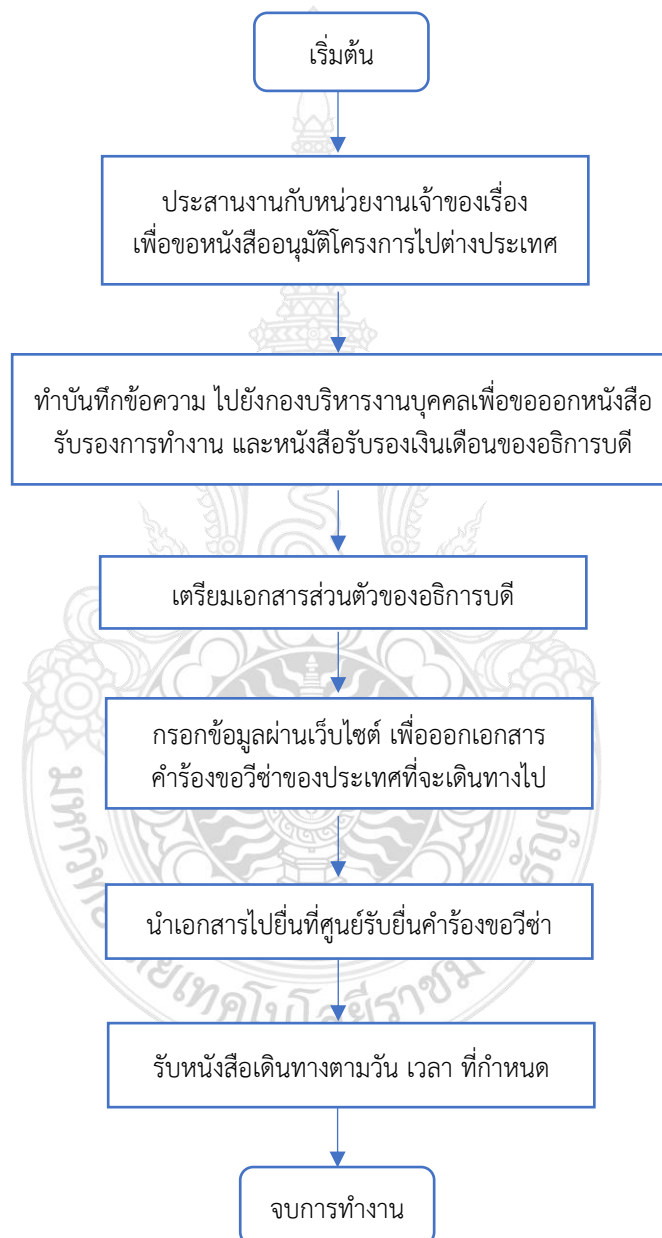 เริ่มต้น
ประสานงานกับหน่วยงานเจ้าของเรื่อง
เพื่อขอหนังสืออนุมัติโครงการไปต่างประเทศ
ทำบันทึกข้อความ ไปยังกองบริหารงานบุคคลเพื่อขอออกหนังสือ
รับรองการทำงาน และหนังสือรับรองเงินเดือนของอธิการบดี
เตรียมเอกสารส่วนตัวของอธิการบดี
กรอกข้อมูลผ่านเว็บไซต์ เพื่อออกเอกสาร
คำร้องขอวีซ่าของประเทศที่จะเดินทางไป
นำเอกสารไปยื่นที่ศูนย์รับยื่นคำร้องขอวีซ่า
รับหนังสือเดินทางตามวัน เวลา ที่กำหนด
จบการทำงาน